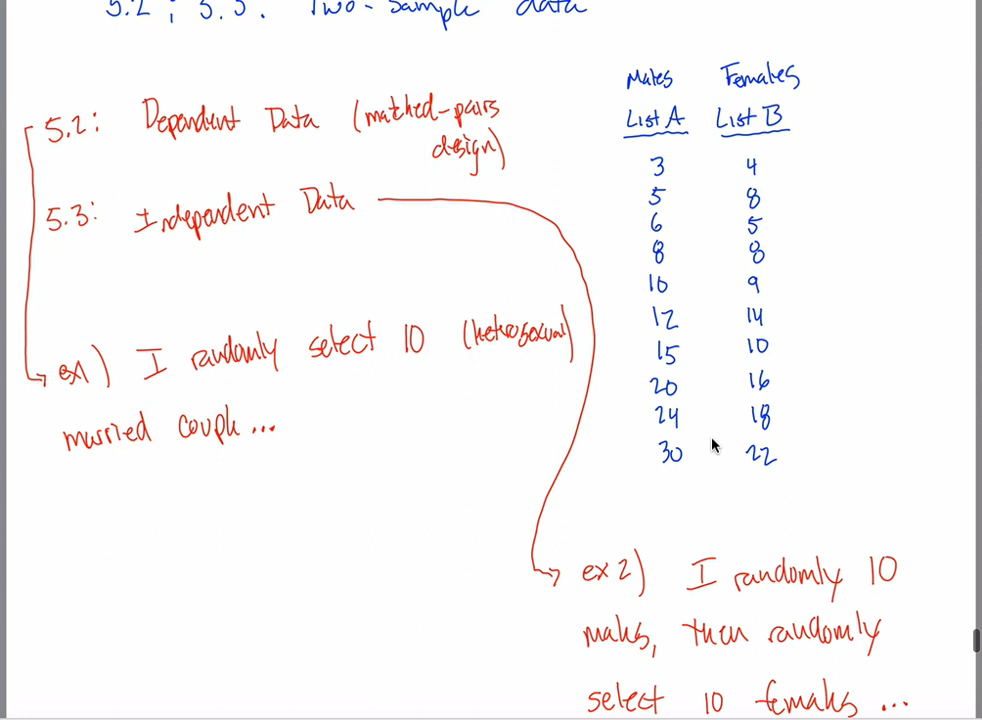 5.2 ; 5.3: Two-Sample data
5.2: Dependent Data (matched-pairs
design)
5.3: Independent Data
ex1) I randomly select 10 (heterosexual)
married couple...
Males Females
List A List B
3 4
5 8
6 5
8 8
10 9
12 14
15 10
20 16
24 18
30 22
ex2) I randomly 10
males, then randomly
select 10 females ...